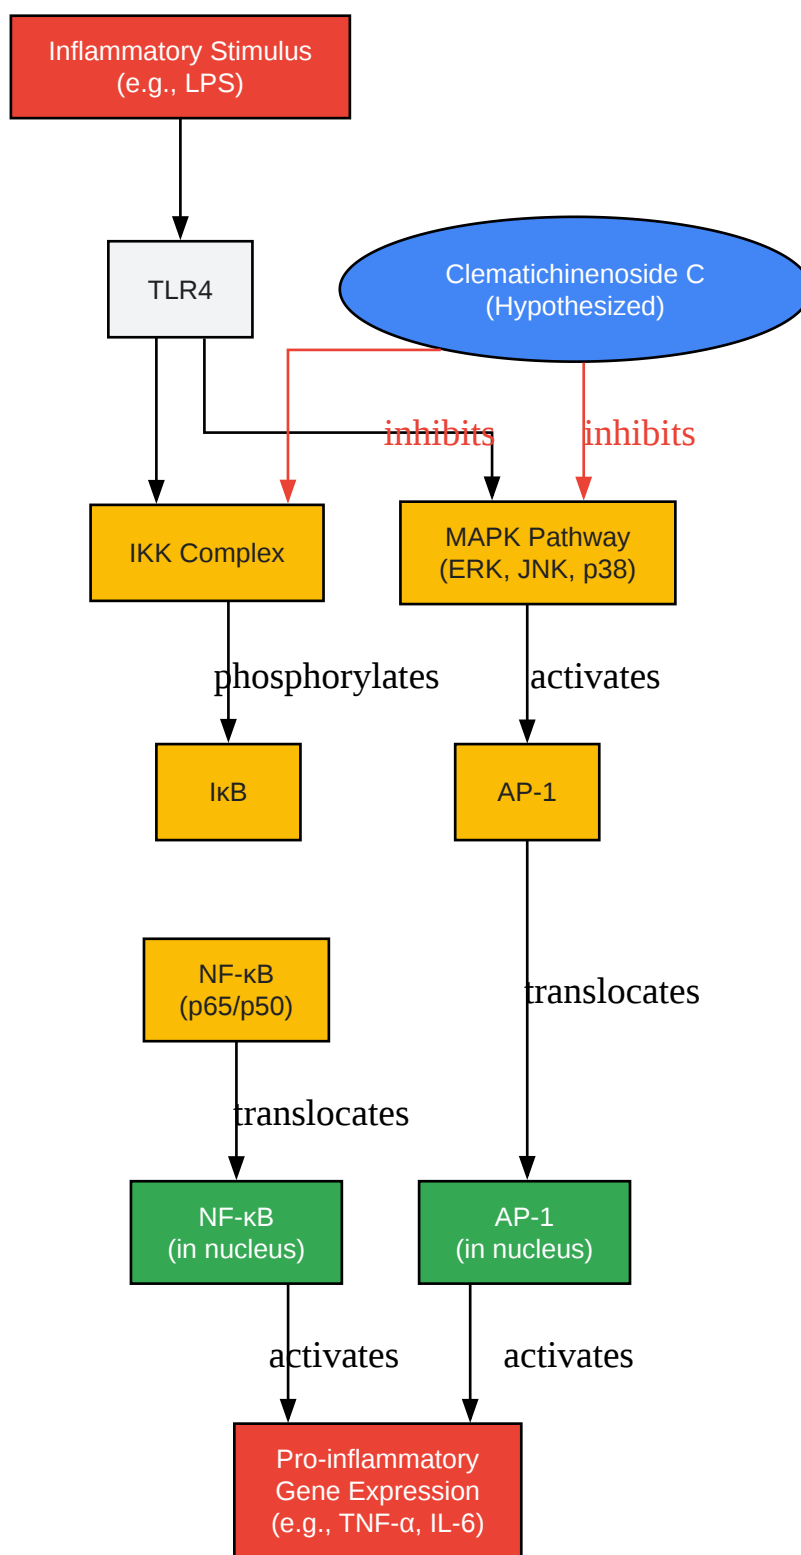 Inflammatory Stimulus
(e.g., LPS)
TLR4
Clematichinenoside C
(Hypothesized)
inhibits
inhibits
IKK Complex
MAPK Pathway
(ERK, JNK, p38)
phosphorylates
activates
IκB
AP-1
NF-κB
(p65/p50)
translocates
translocates
NF-κB
(in nucleus)
AP-1
(in nucleus)
activates
activates
Pro-inflammatory
Gene Expression
(e.g., TNF-α, IL-6)